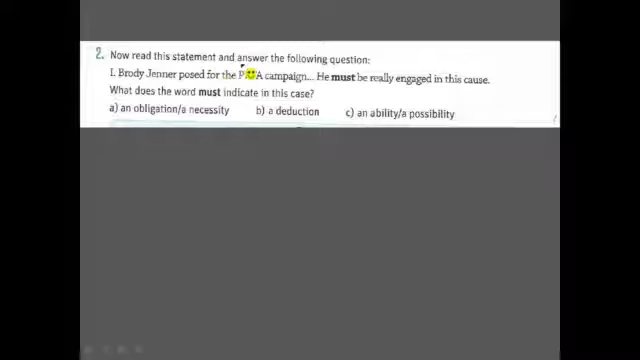 2. Now read this statement and answer the following question:
I. Brody Jenner posed for the P A campaign... He must be really engaged in this cause.
What does the word must indicate in this case?
a) an obligation/a necessity b) a deduction c) an ability/a possibility